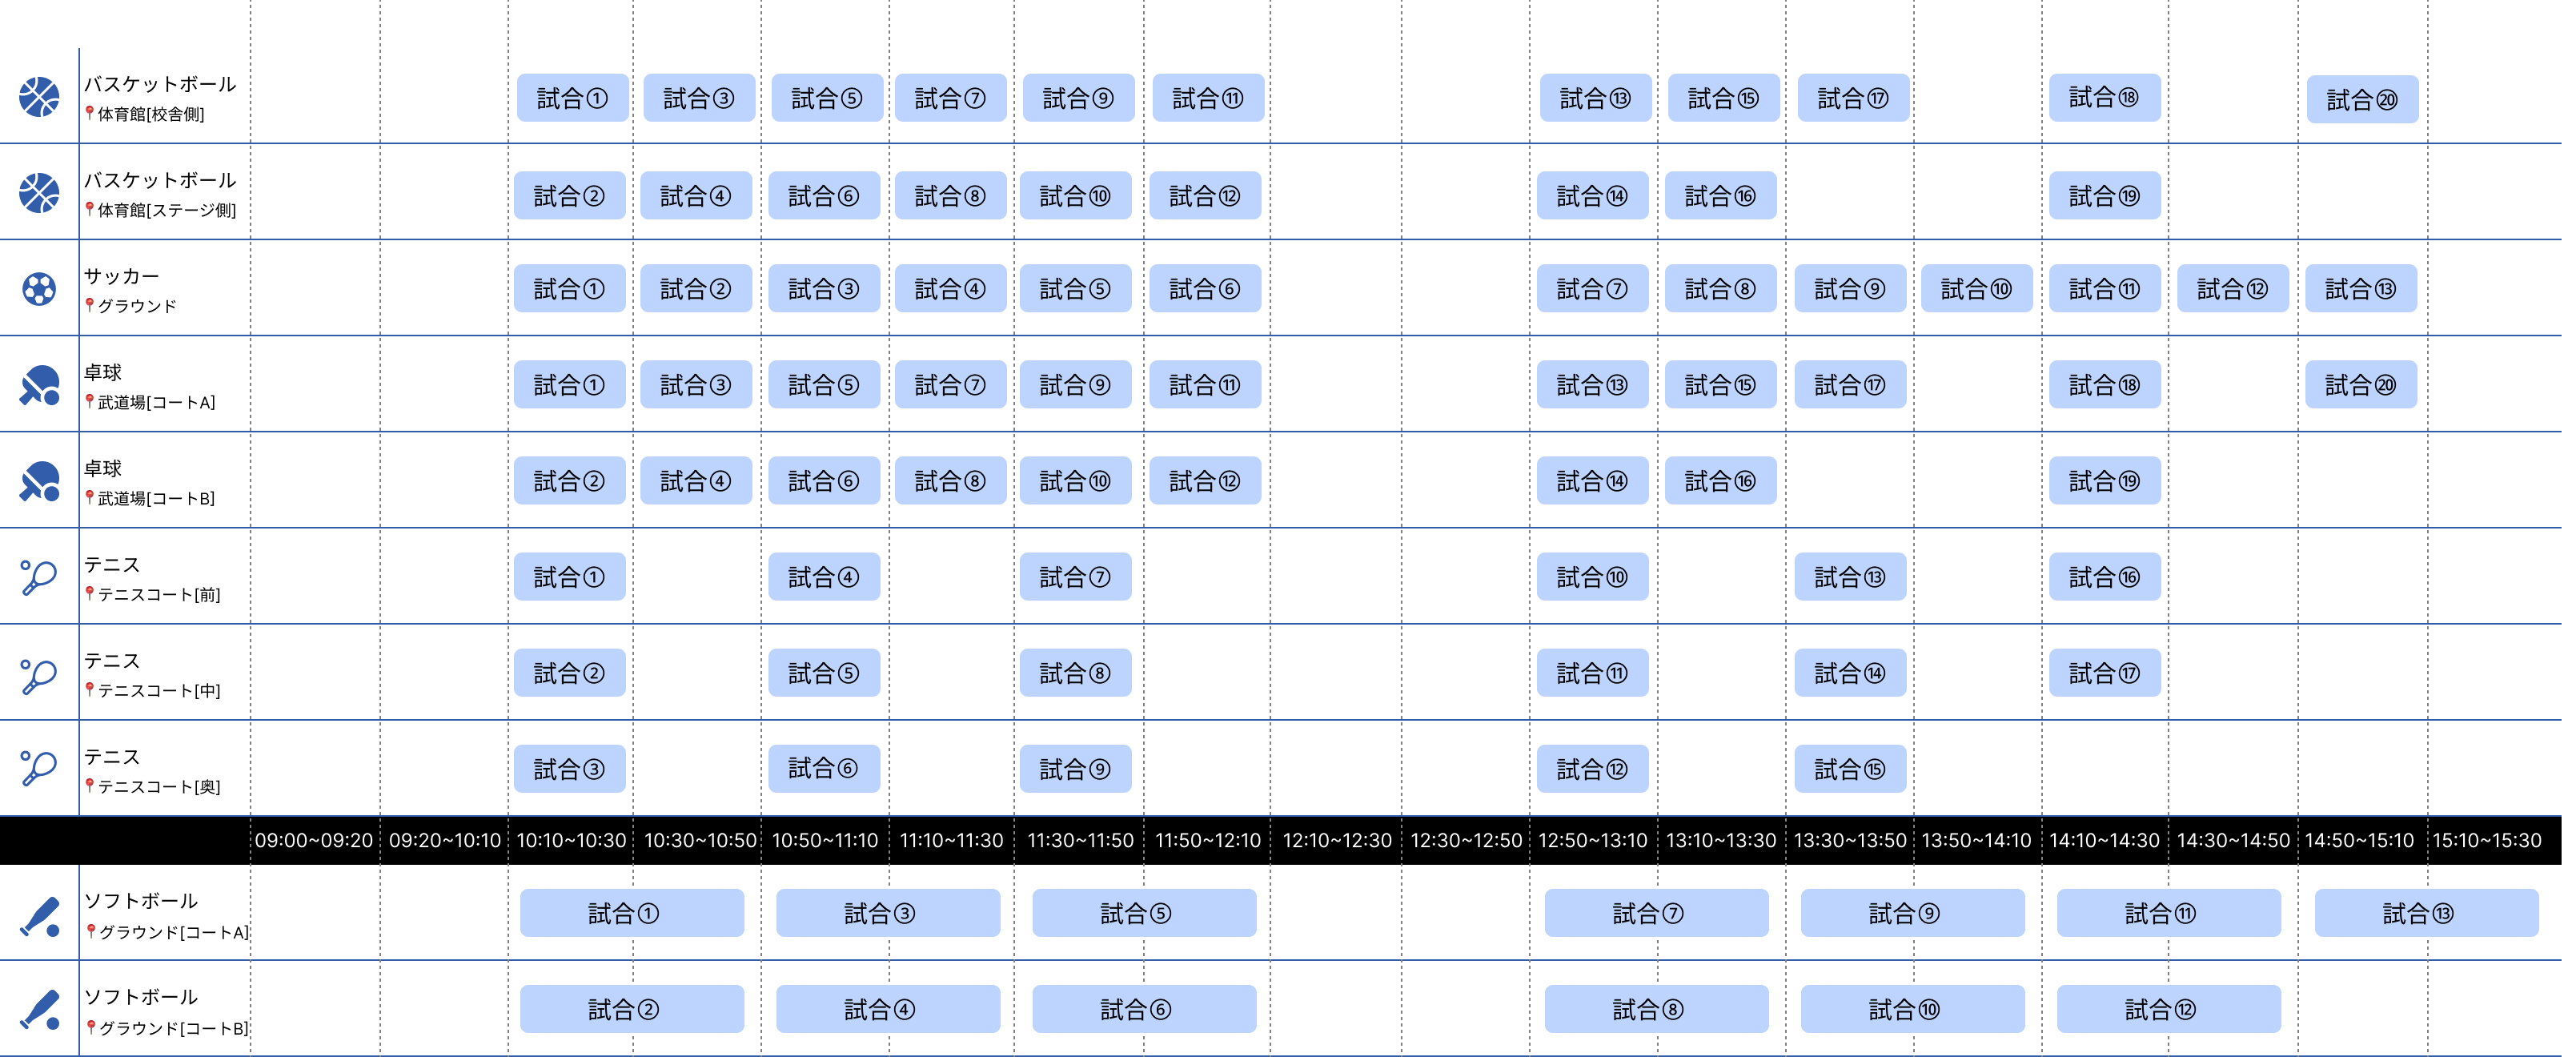 バスケットボール
体育館[校舎側]
試合① 試合③ 試合⑤ 試合⑦ 試合⑨ 試合⑪ 試合⑬ 試合⑮ 試合⑰ 試合⑱ 試合⑳
バスケットボール
体育館[ステージ側]
試合② 試合④ 試合⑥ 試合⑧ 試合⑩ 試合⑫ 試合⑭ 試合⑯ 試合⑲
サッカー
グラウンド
試合① 試合② 試合③ 試合④ 試合⑤ 試合⑥ 試合⑦ 試合⑧ 試合⑨ 試合⑩ 試合⑪ 試合⑫ 試合⑬
卓球
武道場[コートA]
試合① 試合③ 試合⑤ 試合⑦ 試合⑨ 試合⑪ 試合⑬ 試合⑮ 試合⑰ 試合⑱ 試合⑳
卓球
武道場[コートB]
試合② 試合④ 試合⑥ 試合⑧ 試合⑩ 試合⑫ 試合⑭ 試合⑯ 試合⑲
テニス
テニスコート[前]
試合① 試合④ 試合⑦ 試合⑩ 試合⑬ 試合⑯
テニス
テニスコート[中]
試合② 試合⑤ 試合⑧ 試合⑪ 試合⑭ 試合⑰
テニス
テニスコート[奥]
試合③ 試合⑥ 試合⑨ 試合⑫ 試合⑮
09:00~09:20 09:20~10:10 10:10~10:30 10:30~10:50 10:50~11:10 11:10~11:30 11:30~11:50 11:50~12:10 12:10~12:30 12:30~12:50 12:50~13:10 13:10~13:30 13:30~13:50 13:50~14:10 14:10~14:30 14:30~14:50 14:50~15:10 15:10~15:30
ソフトボール
グラウンド[コートA]
試合① 試合③ 試合⑤ 試合⑦ 試合⑨ 試合⑪ 試合⑬
ソフトボール
グラウンド[コートB]
試合② 試合④ 試合⑥ 試合⑧ 試合⑩ 試合⑫